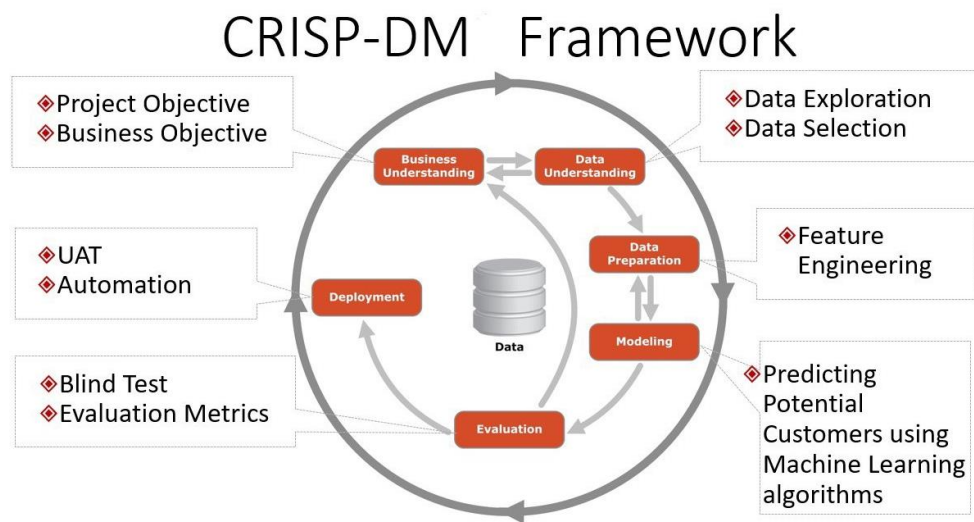 CRISP-DM Framework
Project Objective
Business Objective
Data Exploration
Data Selection
Business
Understanding
Data
Understanding
UAT
Automation
Data
Preparation
Feature
Engineering
Deployment
Data
Modeling
Blind Test
Evaluation Metrics
Evaluation
Predicting
Potential
Customers using
Machine Learning
algorithms